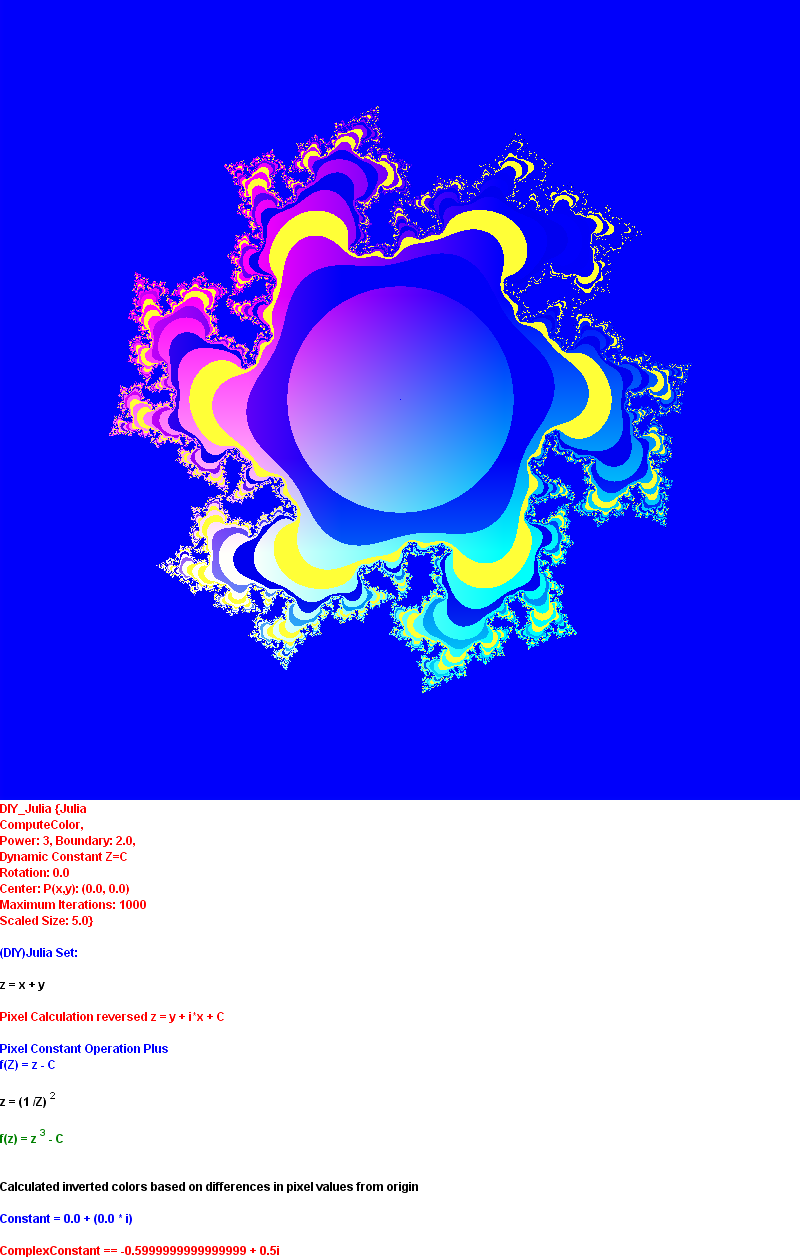 DIY_Julia {Julia
ComputeColor,
Power: 3, Boundary: 2.0,
Dynamic Constant Z=C
Rotation: 0.0
Center: P(x,y): (0.0, 0.0)
Maximum Iterations: 1000
Scaled Size: 5.0}
(DIY)Julia Set:
z = x + y
Pixel Calculation reversed z = y + i*x + C
Pixel Constant Operation Plus
f(Z) = z - C
z = (1 /Z) 2
f(z) = z 3 - C
Calculated inverted colors based on differences in pixel values from origin
Constant = 0.0 + (0.0 * i)
ComplexConstant == -0.5999999999999999 + 0.5i